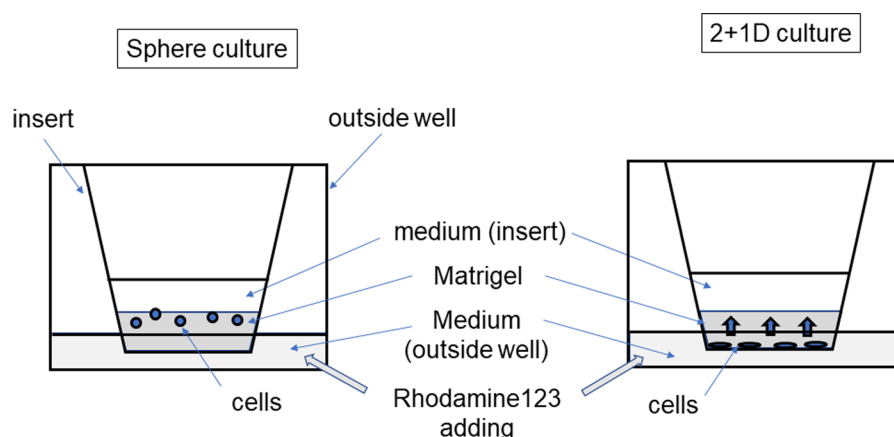 Sphere culture
2+1D culture
insert
outside well
medium (insert)
Matrigel
Medium
(outside well)
cells
Rhodamine123
adding
cells